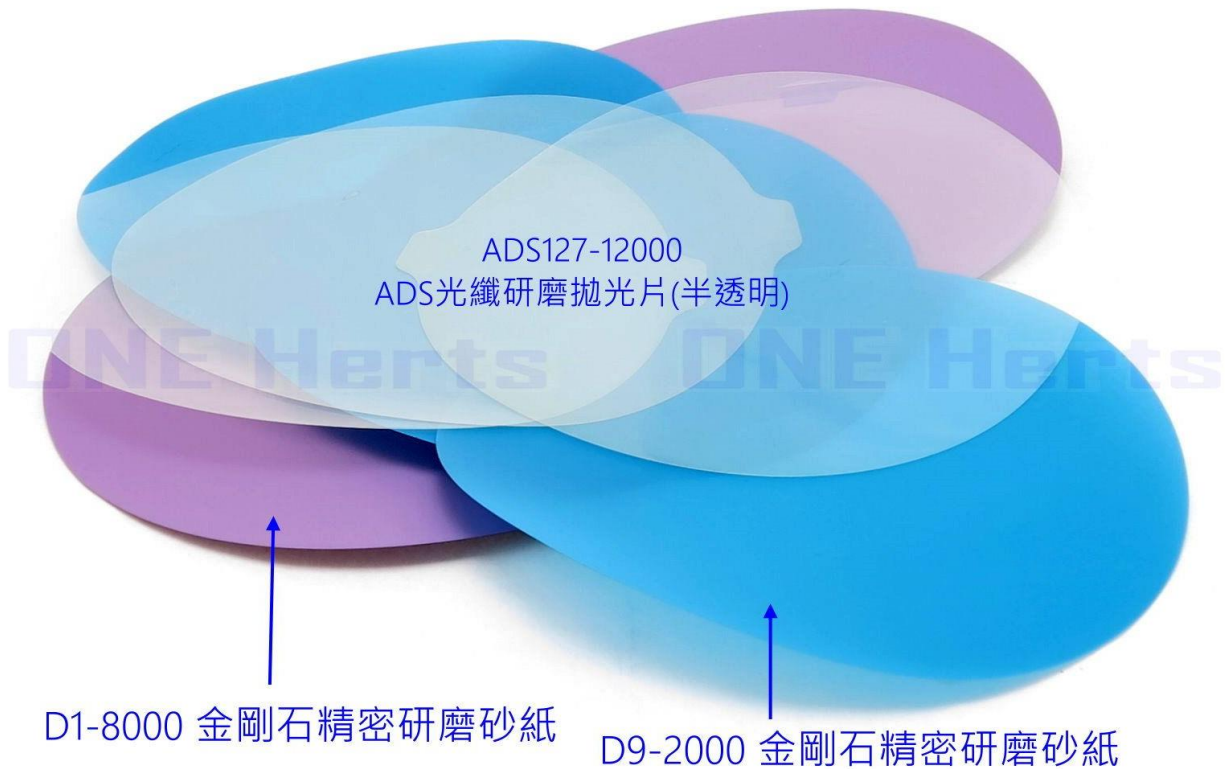 ADS127-12000
ADS光纖研磨拋光片(半透明)
ONE Herts ONE Herts
D1-8000 金剛石精密研磨砂紙
D9-2000 金剛石精密研磨砂紙